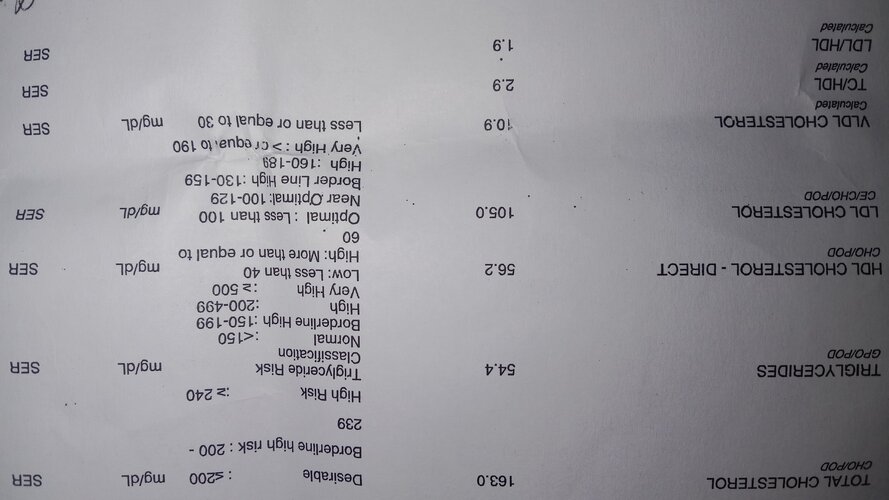 TOTAL CHOLESTEROL 163.0 Desirable : ≤200 mg/dL SER
CHO/POD
Borderline high risk : 200 -
239
High Risk : ≥ 240
TRIGLYCERIDES 54.4 Triglyceride Risk mg/dL SER
GPO/POD
Classification
Normal :<150
Borderline High :150-199
High :200-499
Very High :≥ 500
HDL CHOLESTEROL - DIRECT 56.2 Low: Less than 40 mg/dL SER
CHO/POD
High: More than or equal to
60
LDL CHOLESTEROL 105.0 Optimal : Less than 100 mg/dL SER
CE/CHO/POD
Near Optimal: 100-129
Border Line High : 130-159
High :160-189
Very High : > or equal to 190
VLDL CHOLESTEROL 10.9 Less than or equal to 30 mg/dL SER
Calculated
TC/HDL 2.9 SER
Calculated
LDL/HDL 1.9 SER
Calculated